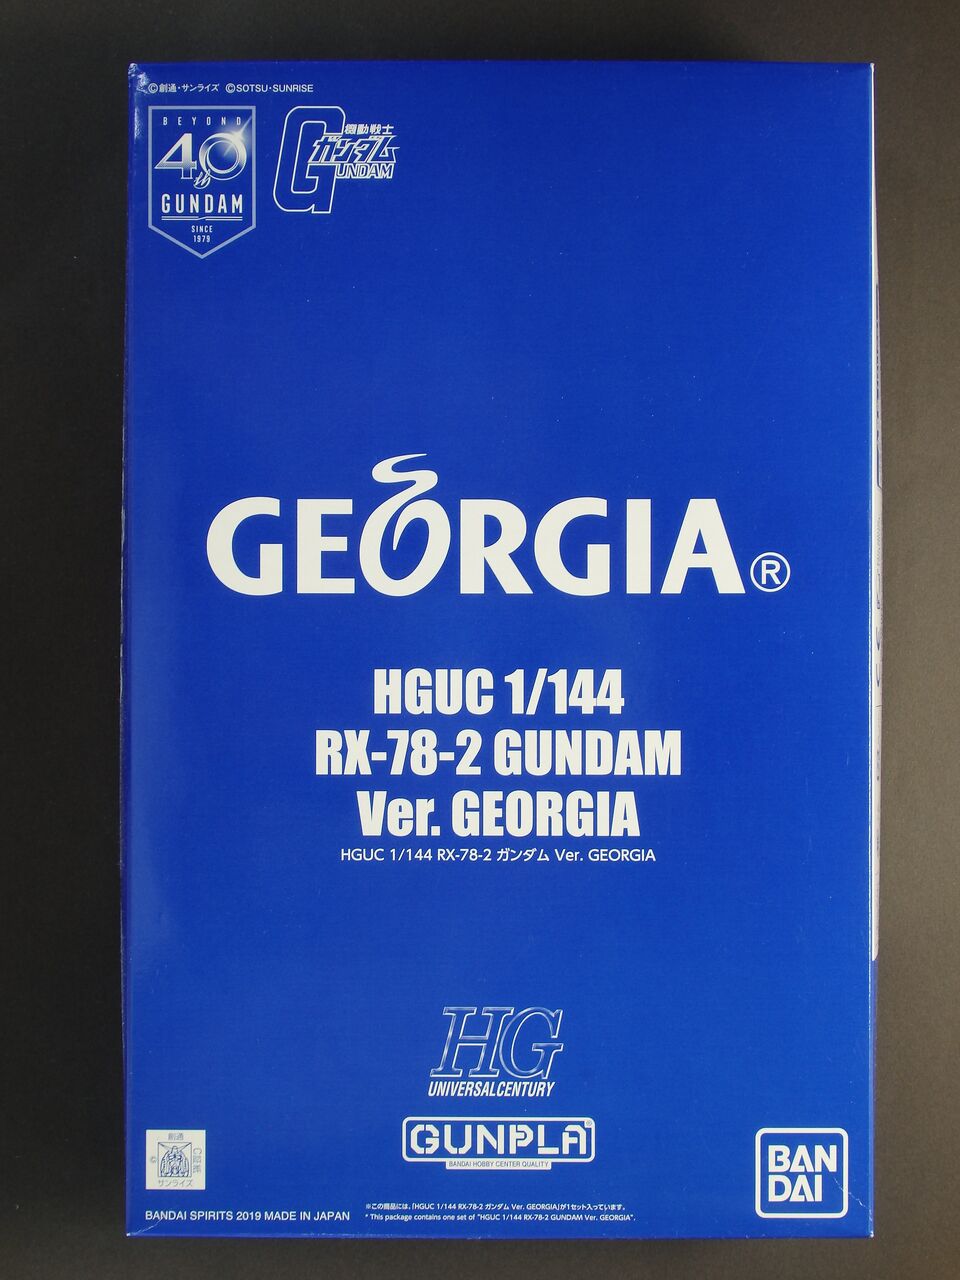 ©創通・サンライズ ©SOTSU・SUNRISE
BEYOND
40th
GUNDAM
SINCE
1979
機動戦士
ガンダム
GUNDAM
GEORGIA®
HGUC 1/144
RX-78-2 GUNDAM
Ver. GEORGIA
HGUC 1/144 RX-78-2 ガンダム Ver. GEORGIA
HG
UNIVERSAL CENTURY
GUNPLA®
BANDAI HOBBY CENTER QUALITY
創通
©
サンライズ
BAN
DAI
BANDAI SPIRITS 2019 MADE IN JAPAN
※この商品には、「HGUC 1/144 RX-78-2 ガンダム Ver. GEORGIA」が1セット入っています。
* This package contains one set of "HGUC 1/144 RX-78-2 GUNDAM Ver. GEORGIA".